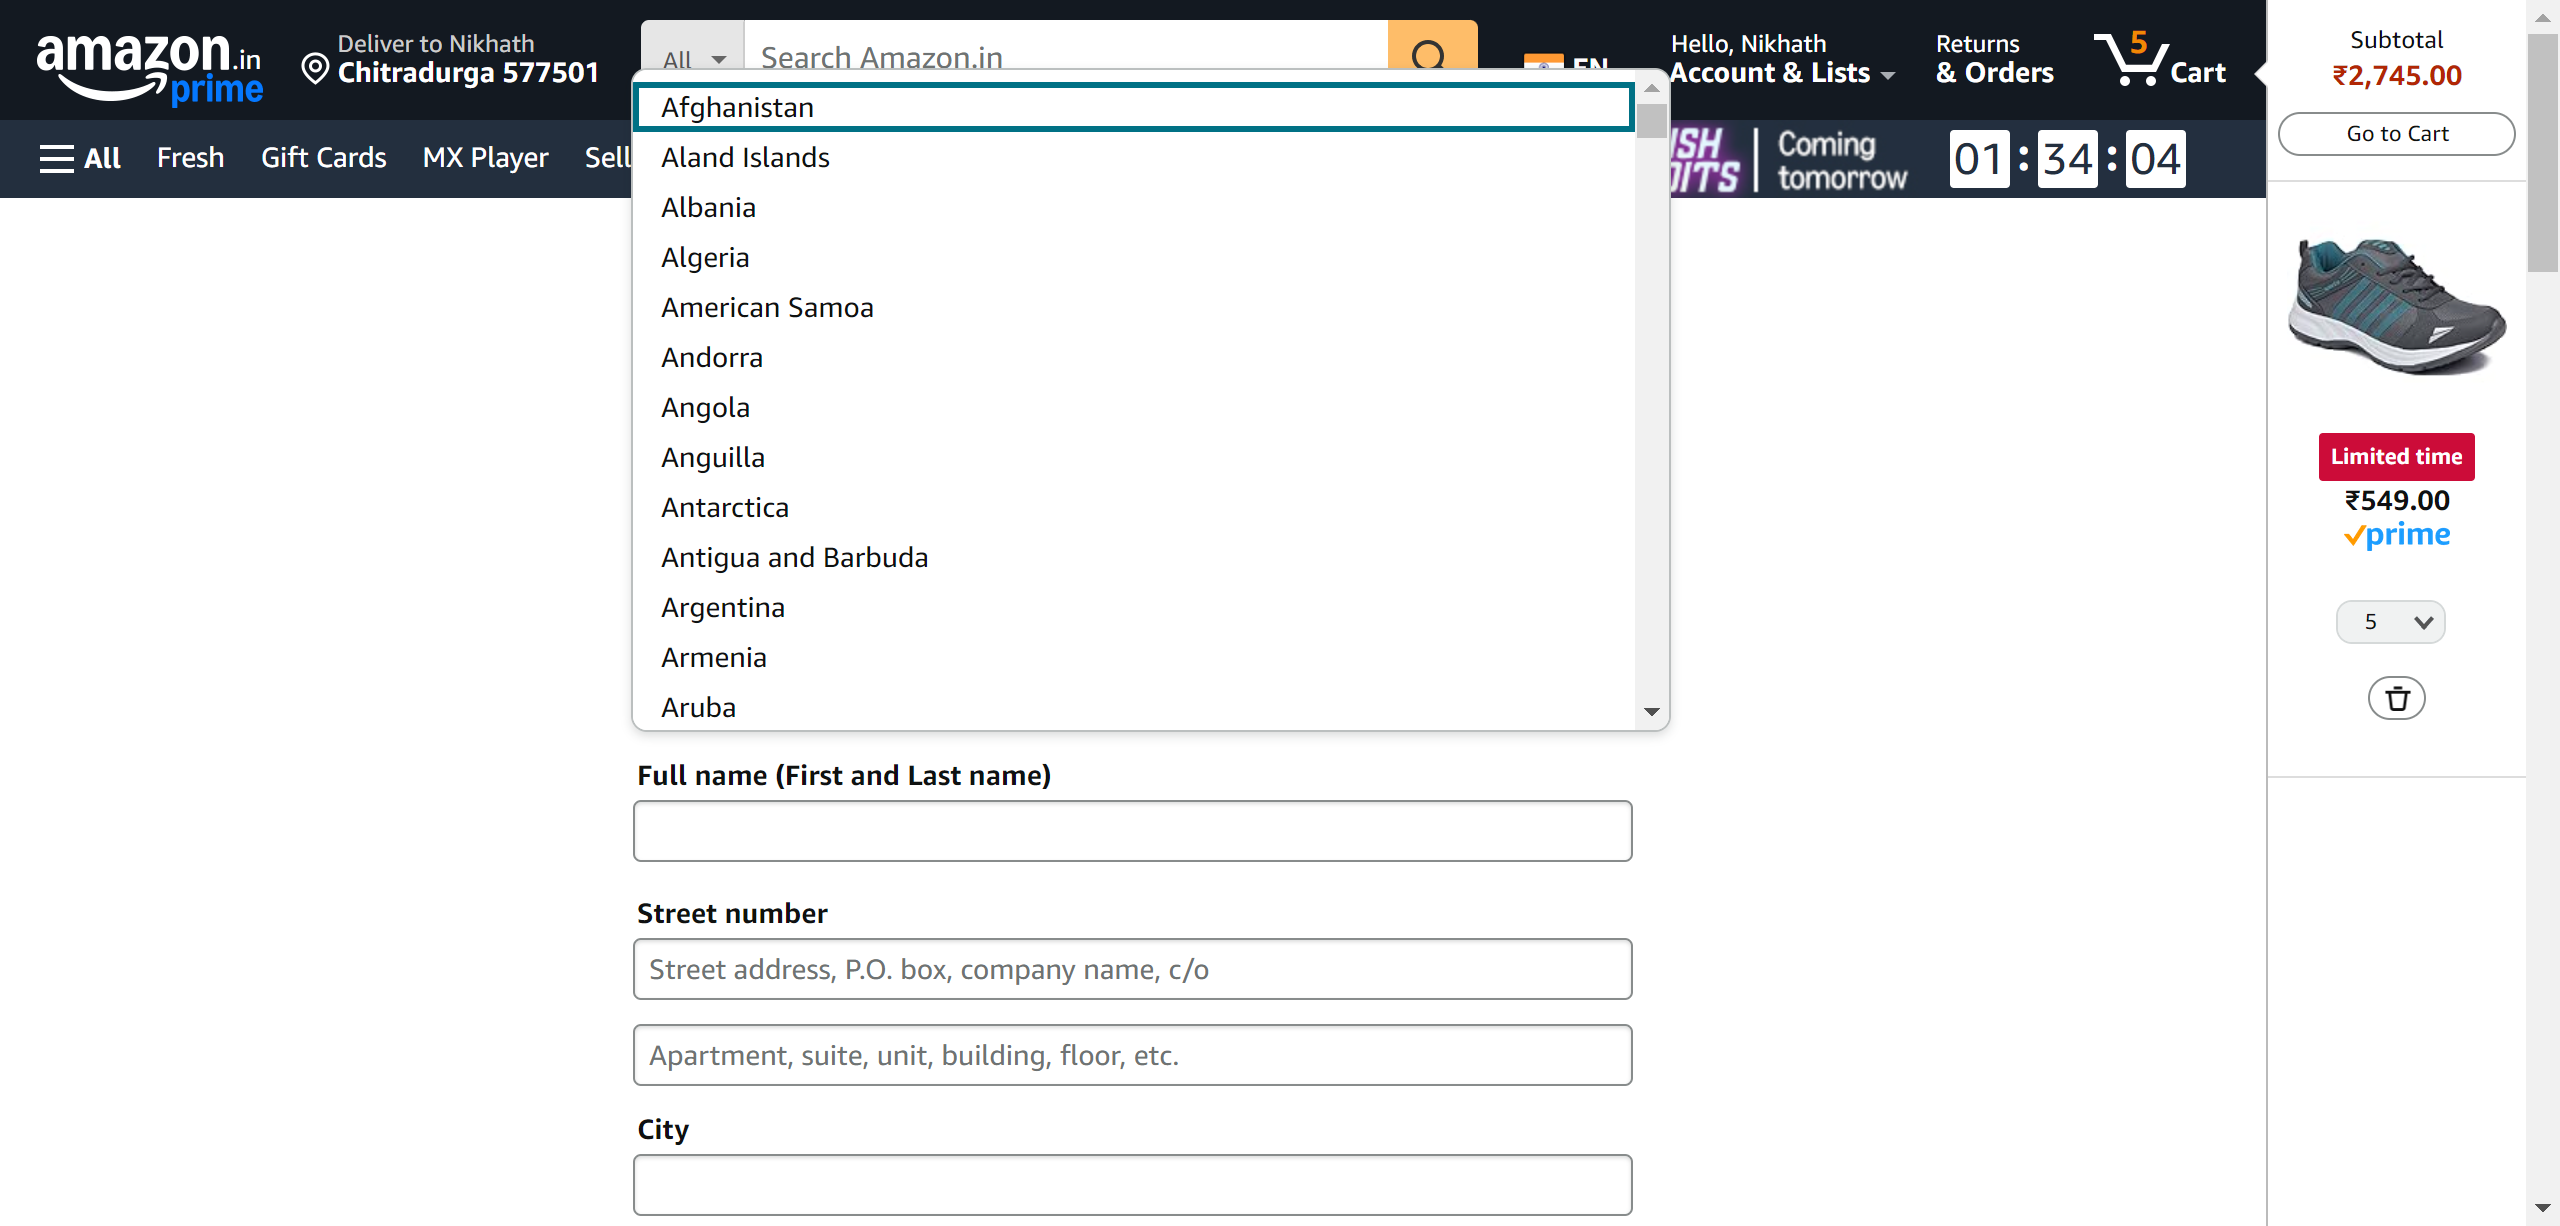 amazon.in
prime
Deliver to Nikhath
Chitradurga 577501
All
Search Amazon.in
EN
Hello, Nikhath
Account & Lists
Returns
& Orders
5
Cart
All
Fresh
Gift Cards
MX Player
Sell
Coming
tomorrow
01 : 34 : 04
Afghanistan
Aland Islands
Albania
Algeria
American Samoa
Andorra
Angola
Anguilla
Antarctica
Antigua and Barbuda
Argentina
Armenia
Aruba
Full name (First and Last name)
Street number
Street address, P.O. box, company name, c/o
Apartment, suite, unit, building, floor, etc.
City
Subtotal
₹2,745.00
Go to Cart
Limited time
₹549.00
prime
5